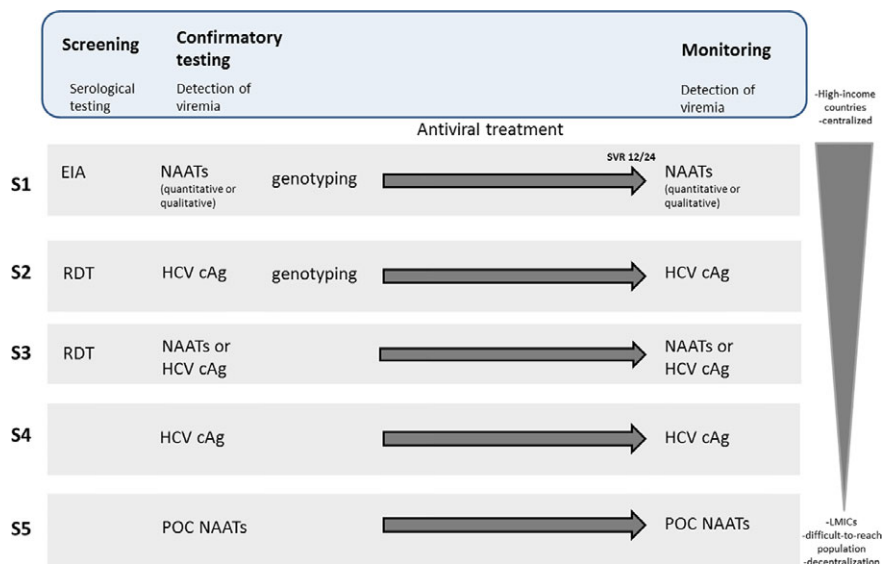 Screening
Confirmatory
testing
Monitoring
Serological
testing
Detection of
viremia
Detection of
viremia
-High-income
countries
-centralized
Antiviral treatment
S1
EIA
NAATs
(quantitative or
qualitative)
genotyping
SVR 12/24
NAATs
(quantitative or
qualitative)
S2
RDT
HCV cAg
genotyping
HCV cAg
S3
RDT
NAATs or
HCV cAg
NAATs or
HCV cAg
S4
HCV cAg
HCV cAg
S5
POC NAATs
POC NAATs
-LMICs
-difficult-to-reach
population
-decentralization